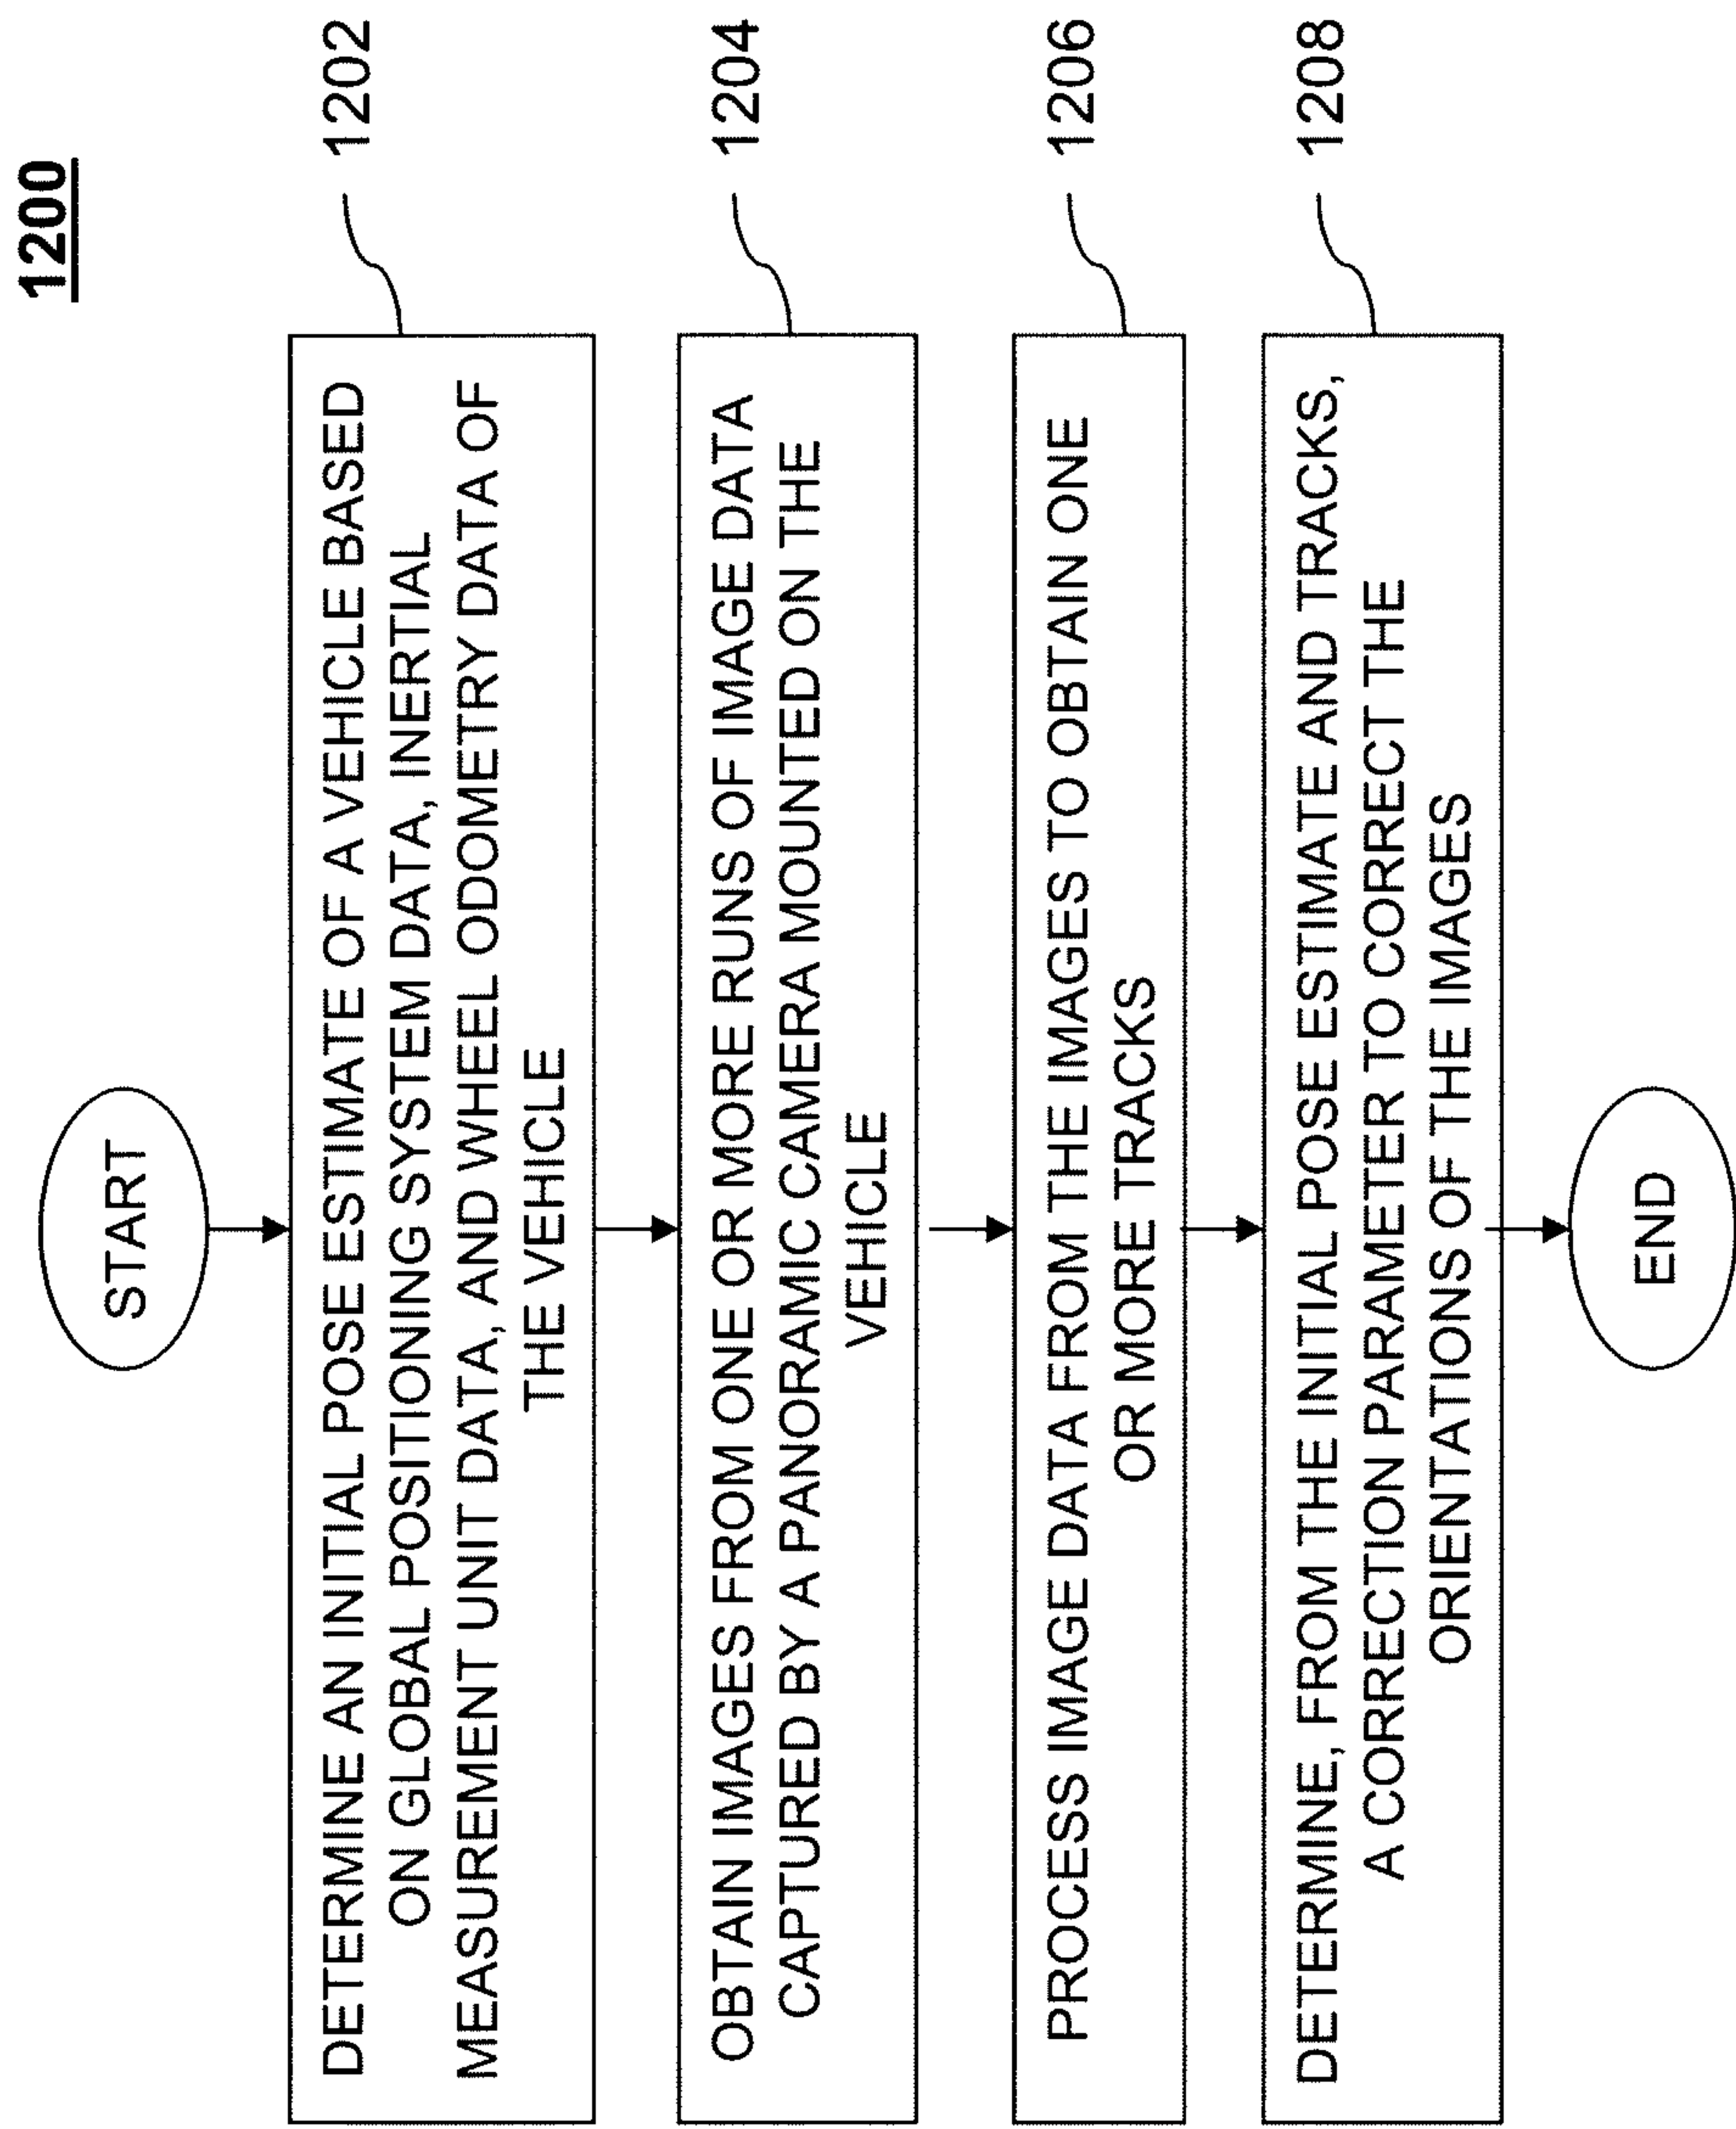 1200
START
DETERMINE AN INITIAL POSE ESTIMATE OF A VEHICLE BASED
ON GLOBAL POSITIONING SYSTEM DATA, INERTIAL
MEASUREMENT UNIT DATA, AND WHEEL ODOMETRY DATA OF
THE VEHICLE
1202
OBTAIN IMAGES FROM ONE OR MORE RUNS OF IMAGE DATA
CAPTURED BY A PANORAMIC CAMERA MOUNTED ON THE
VEHICLE
1204
PROCESS IMAGE DATA FROM THE IMAGES TO OBTAIN ONE
OR MORE TRACKS
1206
DETERMINE, FROM THE INITIAL POSE ESTIMATE AND TRACKS,
A CORRECTION PARAMETER TO CORRECT THE
ORIENTATIONS OF THE IMAGES
1208
END